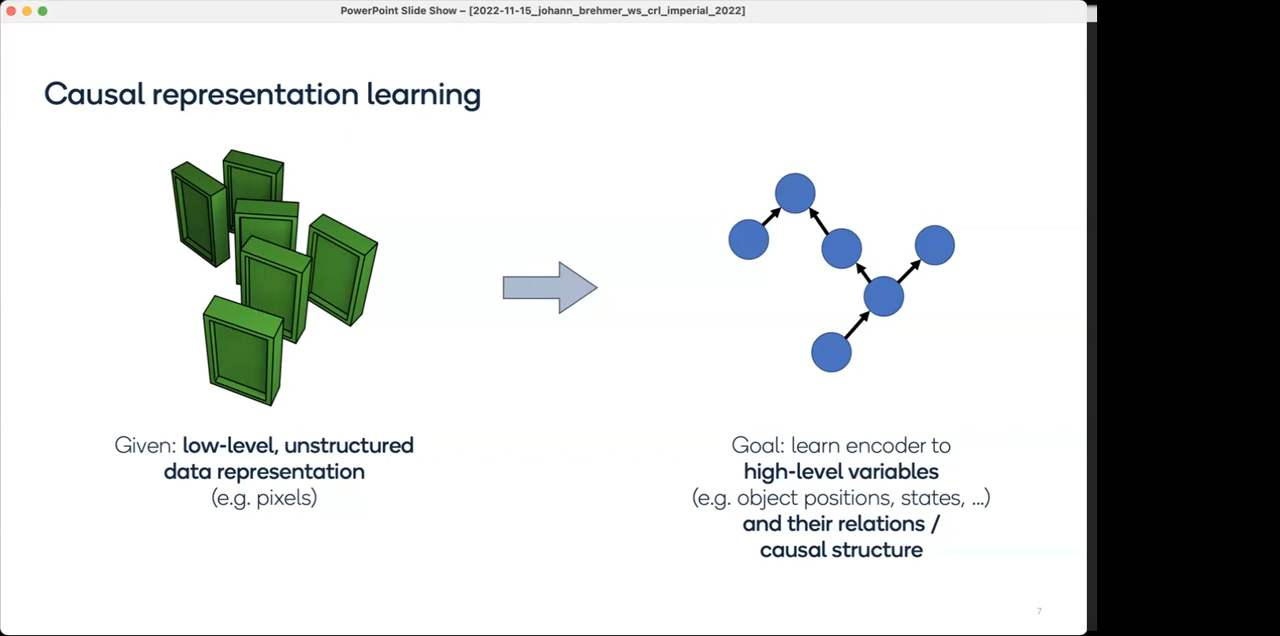 PowerPoint Slide Show – [2022-11-15_johann_brehmer_ws_crl_imperial_2022]
Causal representation learning
Given: low-level, unstructured
data representation
(e.g. pixels)
Goal: learn encoder to
high-level variables
(e.g. object positions, states, ...)
and their relations /
causal structure
7